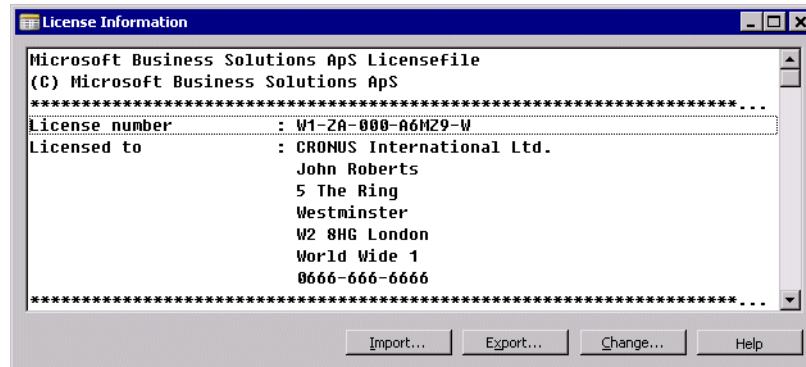 License Information
Microsoft Business Solutions ApS Licensefile
(C) Microsoft Business Solutions ApS
*********************************************************************...
License number : W1-ZA-000-A6MZ9-W
Licensed to : CRONUS International Ltd.
John Roberts
5 The Ring
Westminster
W2 8HG London
World Wide 1
0666-666-6666
*********************************************************************...
Import... Export... Change... Help